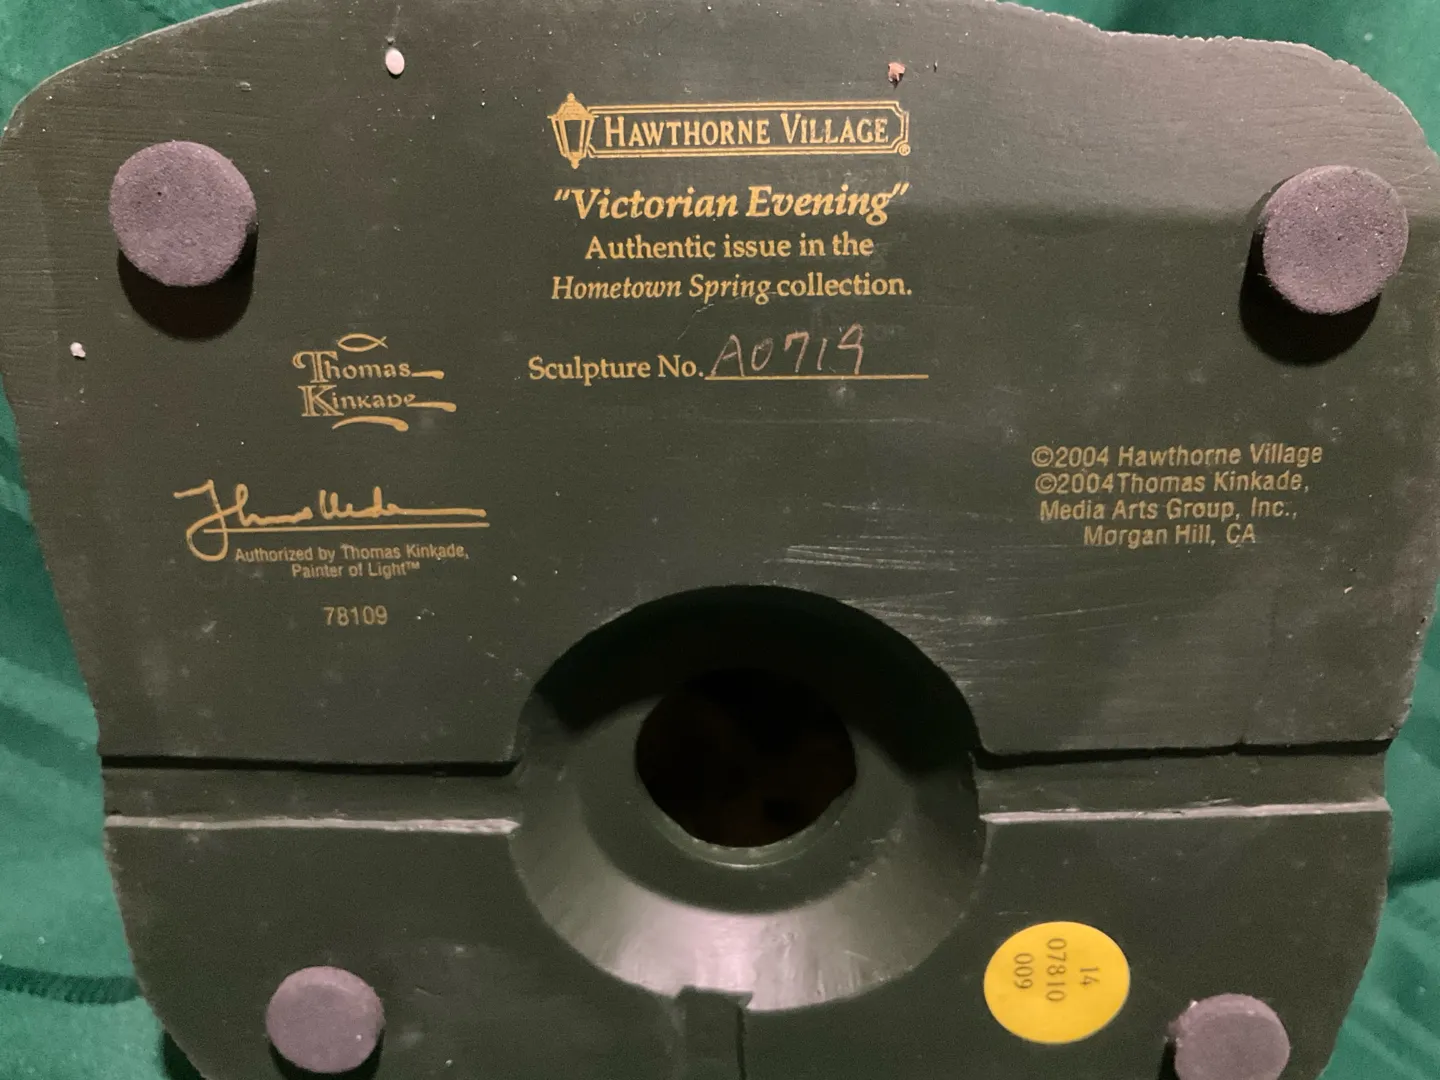 HAWTHORNE VILLAGE®
"Victorian Evening"
Authentic issue in the
Hometown Spring collection.
Sculpture No. A0719
Thomas
Kinkade
Thomas Kinkade
Authorized by Thomas Kinkade,
Painter of Light™
78109
©2004 Hawthorne Village
©2004 Thomas Kinkade,
Media Arts Group, Inc.,
Morgan Hill, CA
14
07810
009